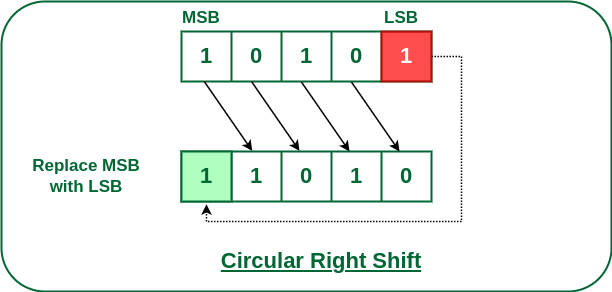 MSB LSB
1 0 1 0 1
Replace MSB
with LSB
1 1 0 1 0
Circular Right Shift